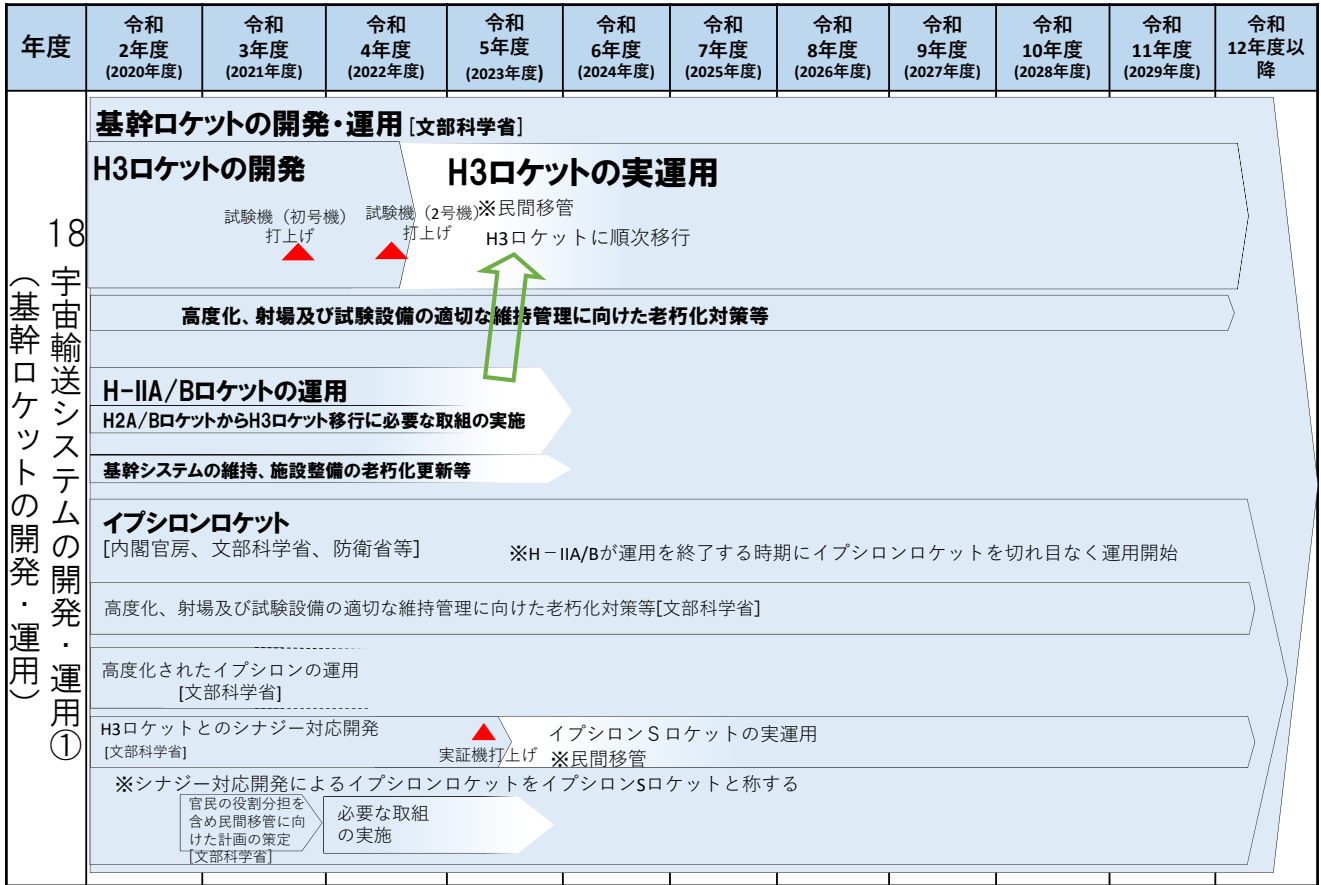 年度
令和
2年度
(2020年度)
令和
3年度
(2021年度)
令和
4年度
(2022年度)
令和
5年度
(2023年度)
令和
6年度
(2024年度)
令和
7年度
(2025年度)
令和
8年度
(2026年度)
令和
9年度
(2027年度)
令和
10年度
(2028年度)
令和
11年度
(2029年度)
令和
12年度以
降
18 宇宙輸送システムの開発・運用①
（基幹ロケットの開発・運用）
基幹ロケットの開発・運用 [文部科学省]
H3ロケットの開発
H3ロケットの実運用
試験機（初号機）
打上げ
試験機（2号機）
打上げ
※民間移管
H3ロケットに順次移行
高度化、射場及び試験設備の適切な維持管理に向けた老朽化対策等
H-IIA/Bロケットの運用
H2A/BロケットからH3ロケット移行に必要な取組の実施
基幹システムの維持、施設整備の老朽化更新等
イプシロンロケット
[内閣官房、文部科学省、防衛省等]
※H－IIA/Bが運用を終了する時期にイプシロンロケットを切れ目なく運用開始
高度化、射場及び試験設備の適切な維持管理に向けた老朽化対策等[文部科学省]
高度化されたイプシロンの運用
[文部科学省]
H3ロケットとのシナジー対応開発
[文部科学省]
実証機打上げ
イプシロンＳロケットの実運用
※民間移管
※シナジー対応開発によるイプシロンロケットをイプシロンSロケットと称する
官民の役割分担を
含め民間移管に向
けた計画の策定
[文部科学省]
必要な取組
の実施